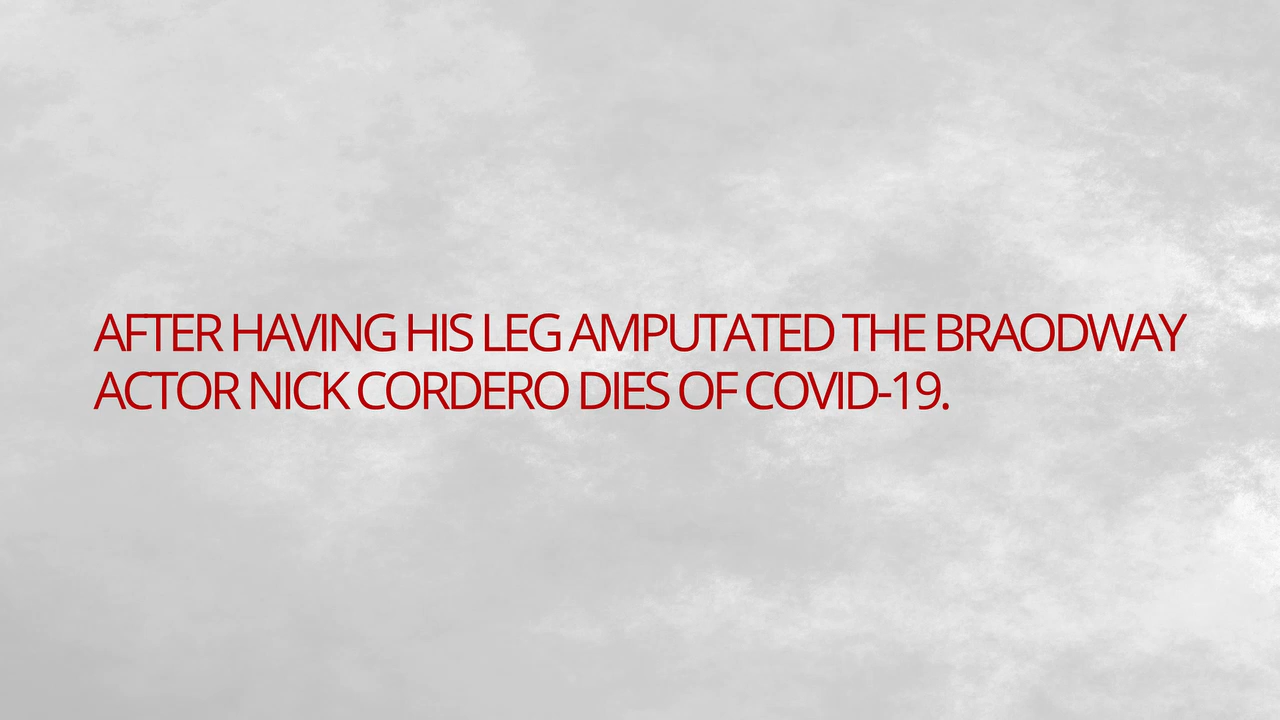 AFTER HAVING HIS LEG AMPUTATED THE BRAODWAY
ACTOR NICK CORDERO DIES OF COVID-19.